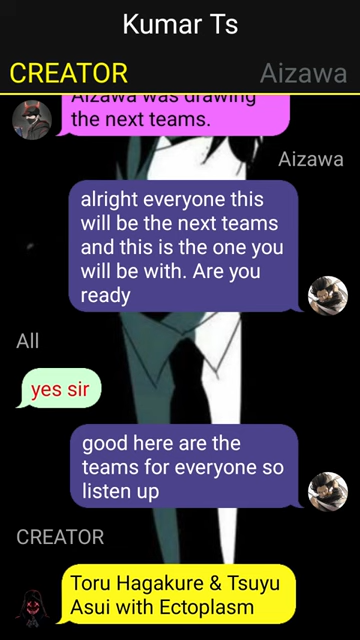 Kumar Ts
CREATOR
Aizawa
Aizawa was drawing
the next teams.
Aizawa
alright everyone this
will be the next teams
and this is the one you
will be with. Are you
ready
All
yes sir
good here are the
teams for everyone so
listen up
CREATOR
Toru Hagakure & Tsuyu
Asui with Ectoplasm